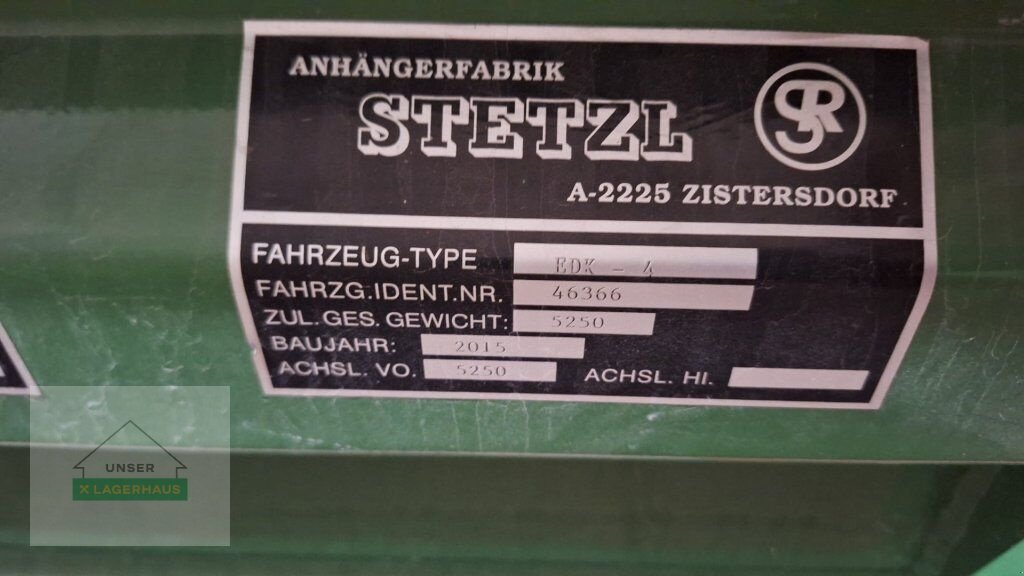 ANHÄNGERFABRIK
STETZL
A-2225 ZISTERSDORF
FAHRZEUG-TYPE EDK - 4
FAHRZG.IDENT.NR. 46366
ZUL.GES. GEWICHT: 5250
BAUJAHR: 2015
ACHSL. VO. 5250 ACHSL. HI.
UNSER
X LAGERHAUS